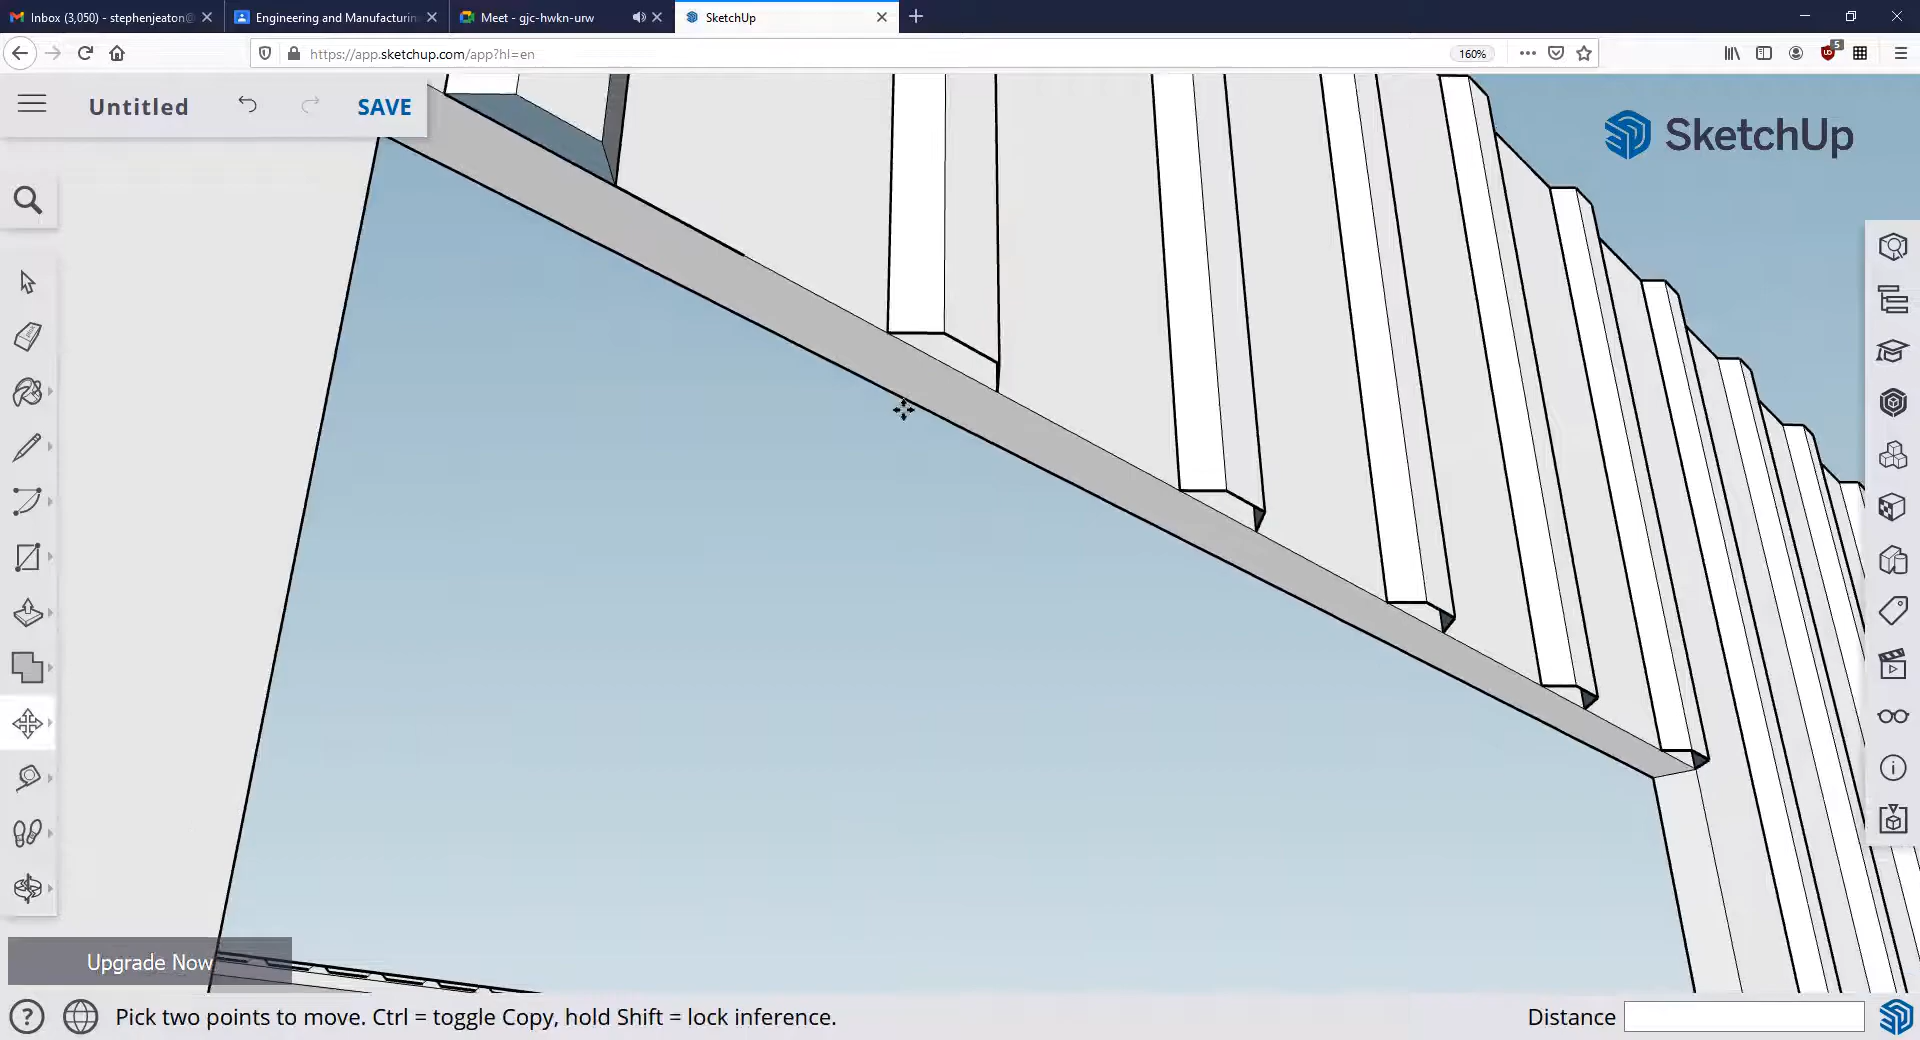 Inbox (3,050) - stephenjeaton@
Engineering and Manufacturin
Meet - gjc-hwkn-urw
SketchUp
https://app.sketchup.com/app?hl=en
160%
5
Untitled
SAVE
SketchUp
Upgrade Now
Pick two points to move. Ctrl = toggle Copy, hold Shift = lock inference.
Distance